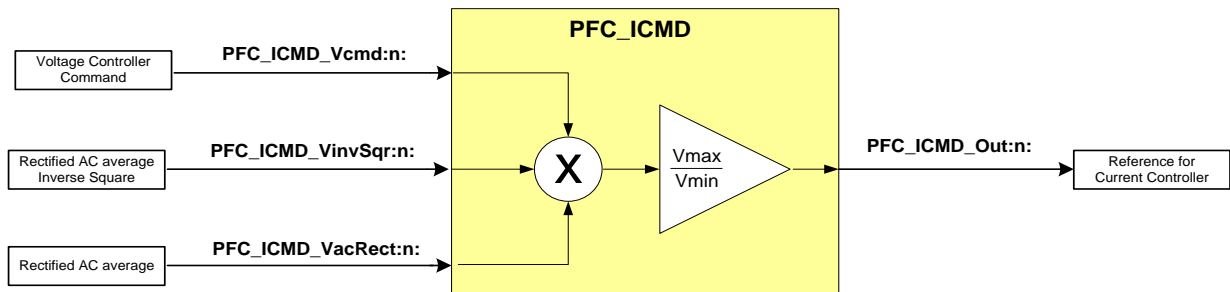 PFC_ICMD
Voltage Controller
Command
PFC_ICMD_Vcmd:n:
Rectified AC average
Inverse Square
PFC_ICMD_VinvSqr:n:
Rectified AC average
PFC_ICMD_VacRect:n:
X
Vmax
Vmin
PFC_ICMD_Out:n:
Reference for
Current Controller